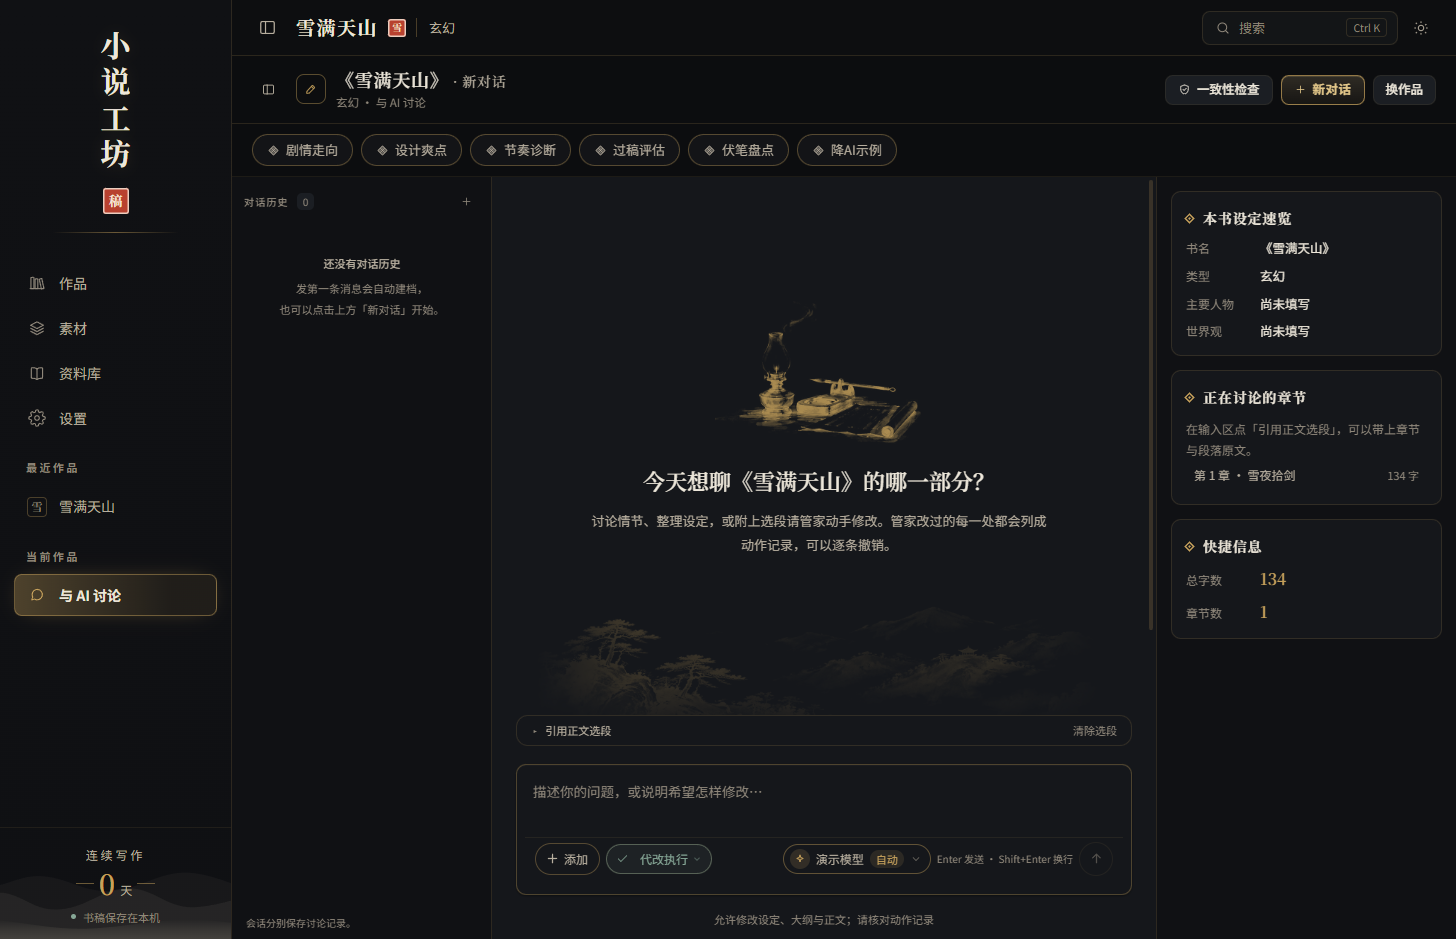 小说工坊
稿
作品
素材
资料库
设置
最近作品
雪 雪满天山
当前作品
与 AI 讨论
连续写作
0 天
书稿保存在本机
雪满天山 雪 玄幻
搜索 Ctrl K
《雪满天山》 · 新对话
玄幻 · 与 AI 讨论
一致性检查
+ 新对话
换作品
剧情走向
设计爽点
节奏诊断
过稿评估
伏笔盘点
降AI示例
对话历史 0 +
还没有对话历史
发第一条消息会自动建档，
也可以点击上方「新对话」开始。
会话分别保存讨论记录。
今天想聊《雪满天山》的哪一部分？
讨论情节、整理设定，或附上选段请管家动手修改。管家改过的每一处都会列成
动作记录，可以逐条撤销。
引用正文选段 清除选段
描述你的问题，或说明希望怎样修改…
+ 添加
代改执行
演示模型 自动
Enter 发送 · Shift+Enter 换行
允许修改设定、大纲与正文；请核对动作记录
本书设定速览
书名 《雪满天山》
类型 玄幻
主要人物 尚未填写
世界观 尚未填写
正在讨论的章节
在输入区点「引用正文选段」，可以带上章节
与段落原文。
第 1 章 · 雪夜拾剑 134 字
快捷信息
总字数 134
章节数 1